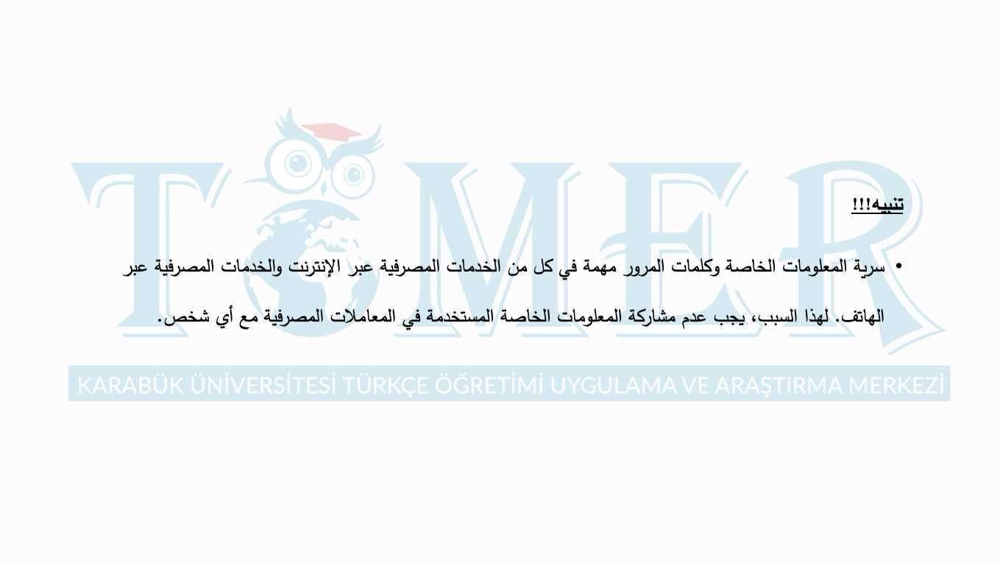 تنبيه!!!
• سرية المعلومات الخاصة وكلمات المرور مهمة في كل من الخدمات المصرفية عبر الإنترنت والخدمات المصرفية عبر
الهاتف. لهذا السبب، يجب عدم مشاركة المعلومات الخاصة المستخدمة في المعاملات المصرفية مع أي شخص.
TÖMER
KARABÜK ÜNİVERSİTESİ TÜRKÇE ÖĞRETİMİ UYGULAMA VE ARAŞTIRMA MERKEZİ